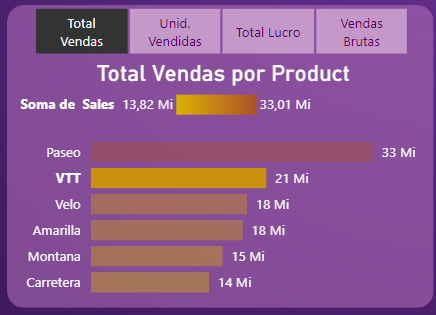 Total Vendas
Unid. Vendidas
Total Lucro
Vendas Brutas
Total Vendas por Product
Soma de Sales 13,82 Mi 33,01 Mi
Paseo 33 Mi
VTT 21 Mi
Velo 18 Mi
Amarilla 18 Mi
Montana 15 Mi
Carretera 14 Mi